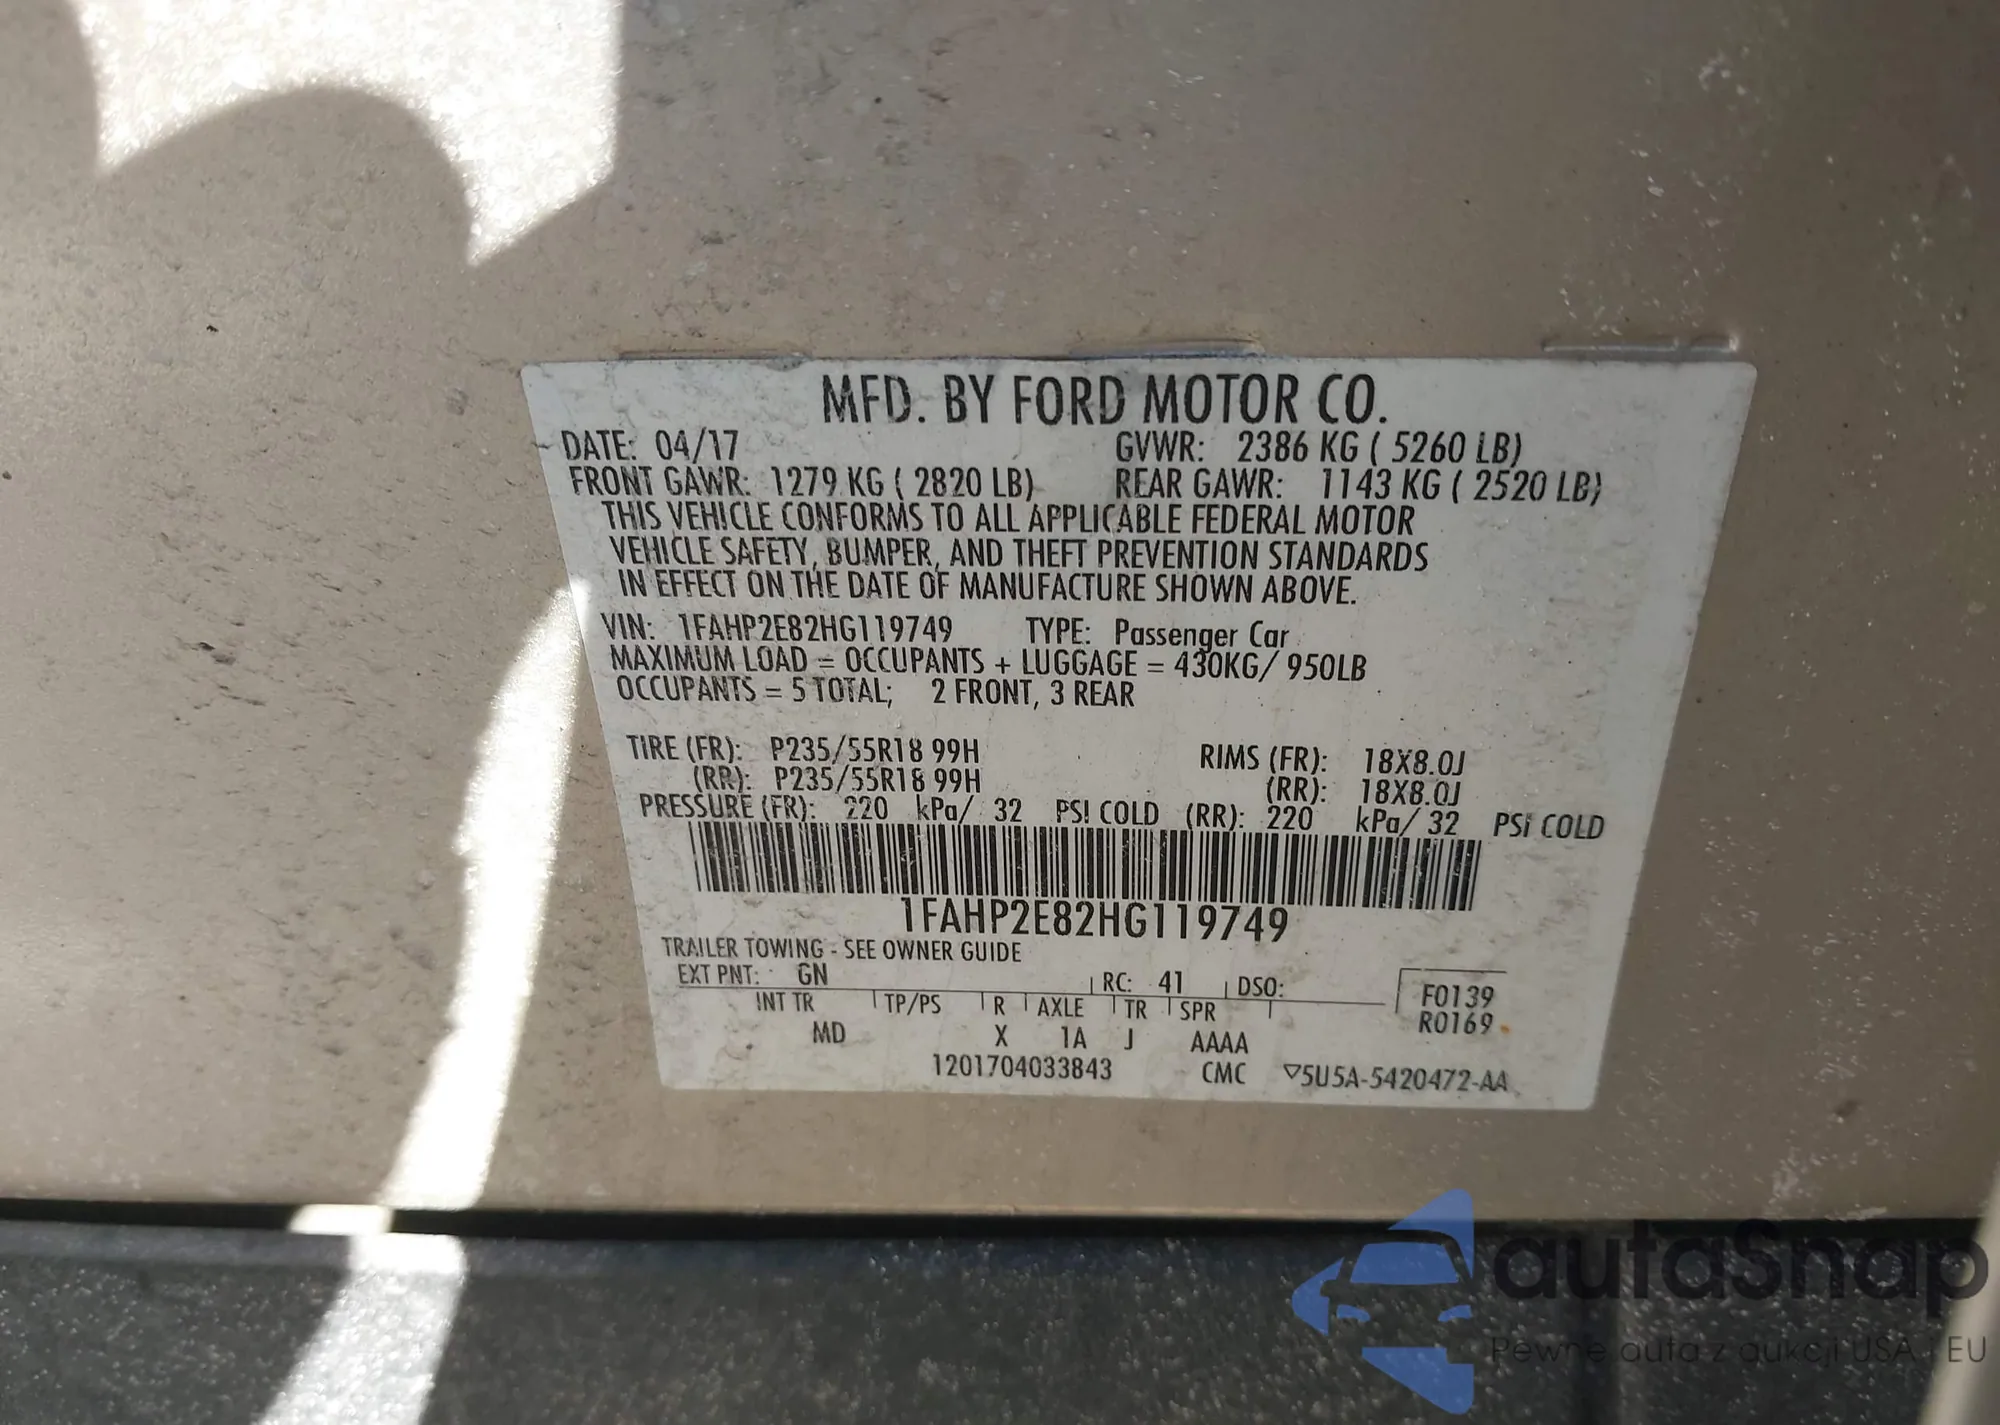 MFD. BY FORD MOTOR CO.
DATE: 04/17 GVWR: 2386 KG ( 5260 LB)
FRONT GAWR: 1279 KG ( 2820 LB) REAR GAWR: 1143 KG ( 2520 LB)
THIS VEHICLE CONFORMS TO ALL APPLICABLE FEDERAL MOTOR
VEHICLE SAFETY, BUMPER, AND THEFT PREVENTION STANDARDS
IN EFFECT ON THE DATE OF MANUFACTURE SHOWN ABOVE.
VIN: 1FAHP2E82HG119749 TYPE: Passenger Car
MAXIMUM LOAD = OCCUPANTS + LUGGAGE = 430KG/ 950LB
OCCUPANTS = 5 TOTAL; 2 FRONT, 3 REAR
TIRE (FR): P235/55R18 99H RIMS (FR): 18X8.0J
(RR): P235/55R18 99H (RR): 18X8.0J
PRESSURE (FR): 220 kPa/ 32 PSI COLD (RR): 220 kPa/ 32 PSI COLD
1FAHP2E82HG119749
TRAILER TOWING - SEE OWNER GUIDE
EXT PNT: GN RC: 41 DSO:
F0139
INT TR TP/PS R AXLE TR SPR
R0169
MD X 1A J AAAA
1201704033843 CMC ▽5U5A-5420472-AA
autaSnap
Pewne auta z aukcji USA i EU